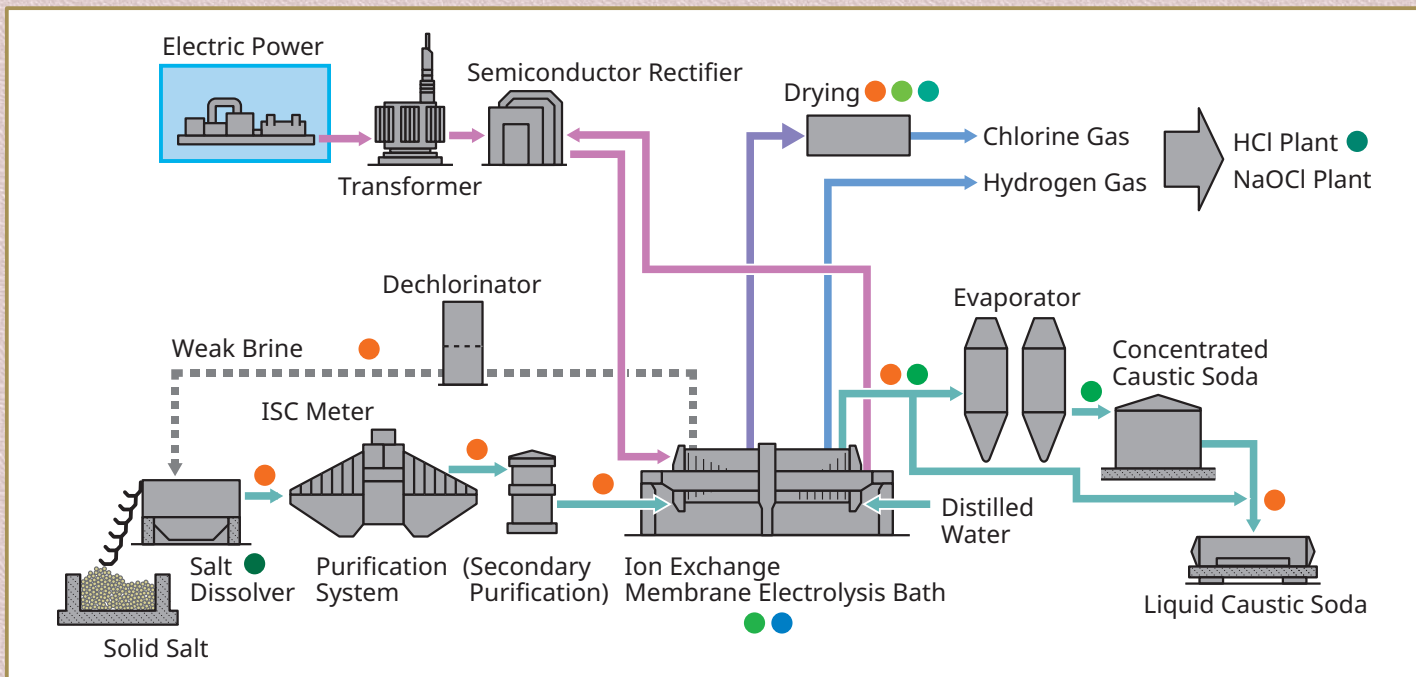 Electric Power
Semiconductor Rectifier
Transformer
Drying
Chlorine Gas
Hydrogen Gas
HCl Plant
NaOCl Plant
Dechlorinator
Weak Brine
ISC Meter
Evaporator
Concentrated
Caustic Soda
Distilled
Water
Salt
Dissolver
Purification
System
(Secondary
Purification)
Ion Exchange
Membrane Electrolysis Bath
Liquid Caustic Soda
Solid Salt